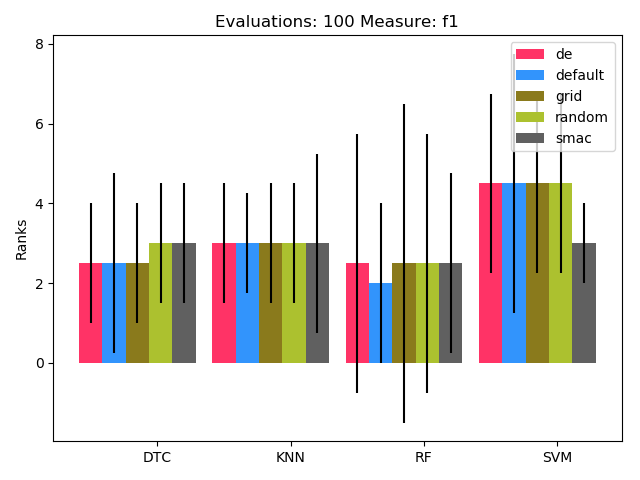 Evaluations: 100 Measure: f1
8
6
4
2
0
Ranks
de
default
grid
random
smac
DTC
KNN
RF
SVM